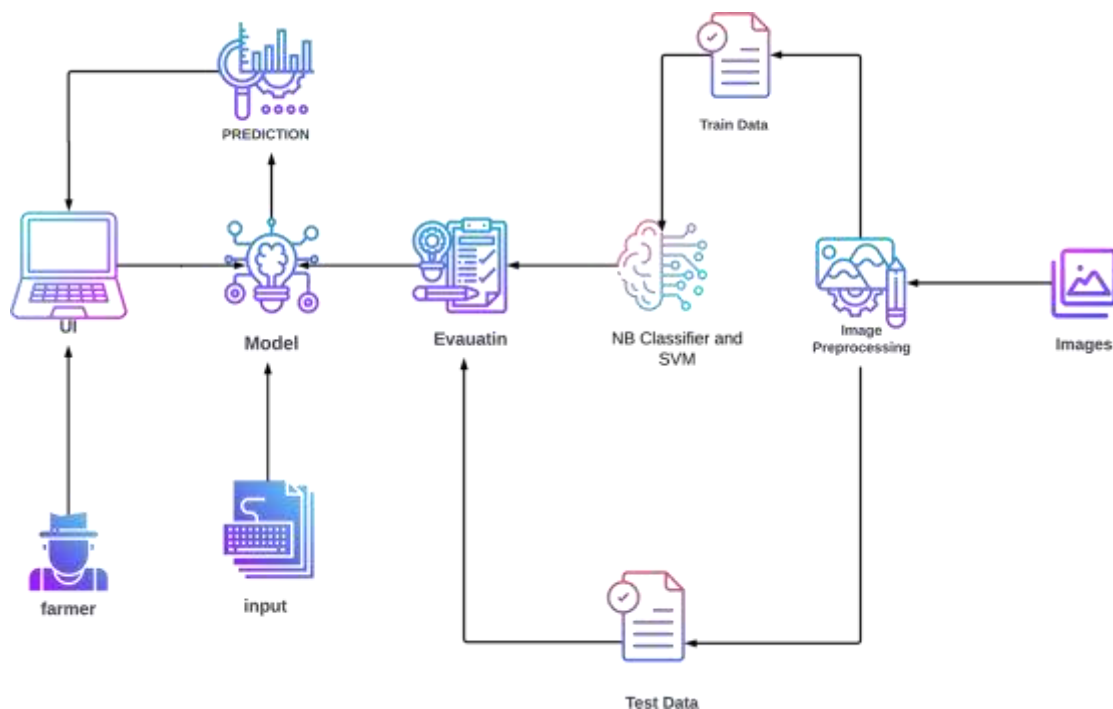 Train Data
PREDICTION
UI
Model
Evauatin
NB Classifier and
SVM
Image
Preprocessing
Images
farmer
input
Test Data